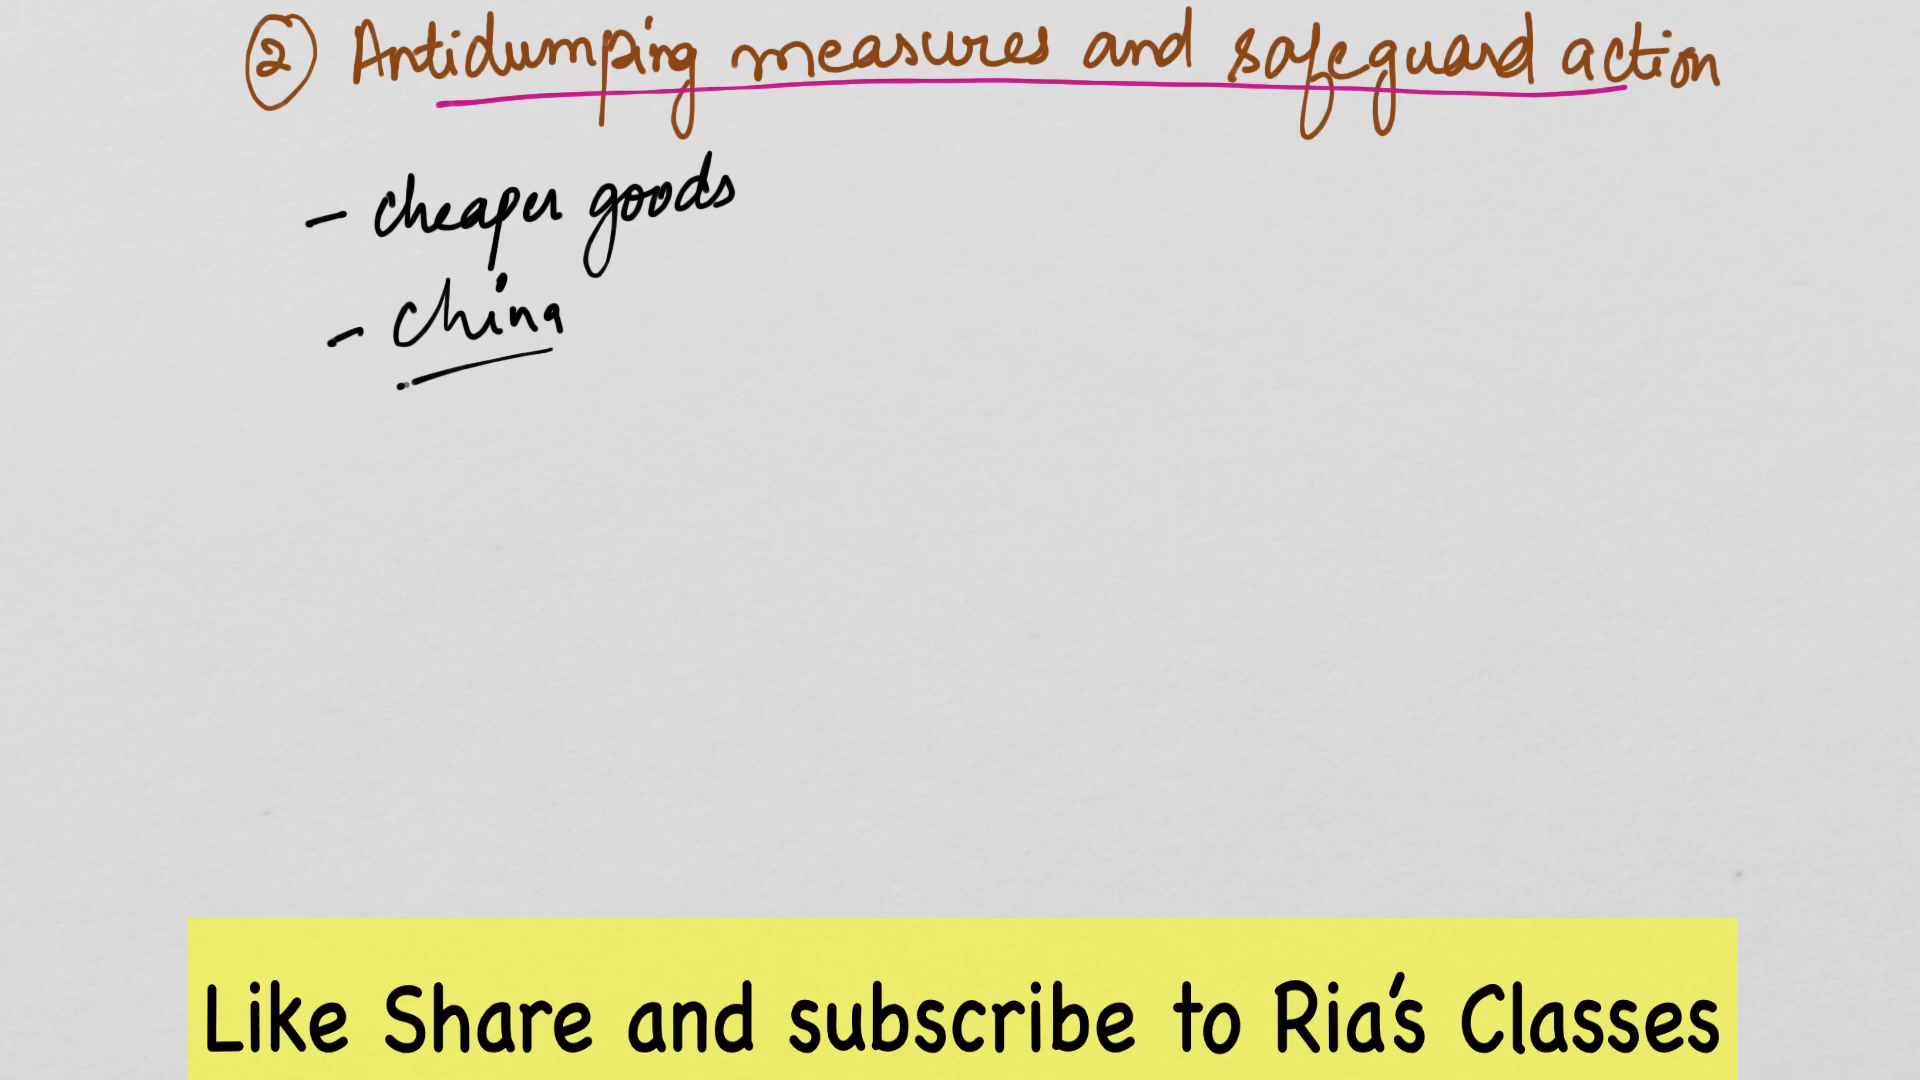 ② Antidumping measures and safeguard action
- cheaper goods
- China
Like Share and subscribe to Ria's Classes